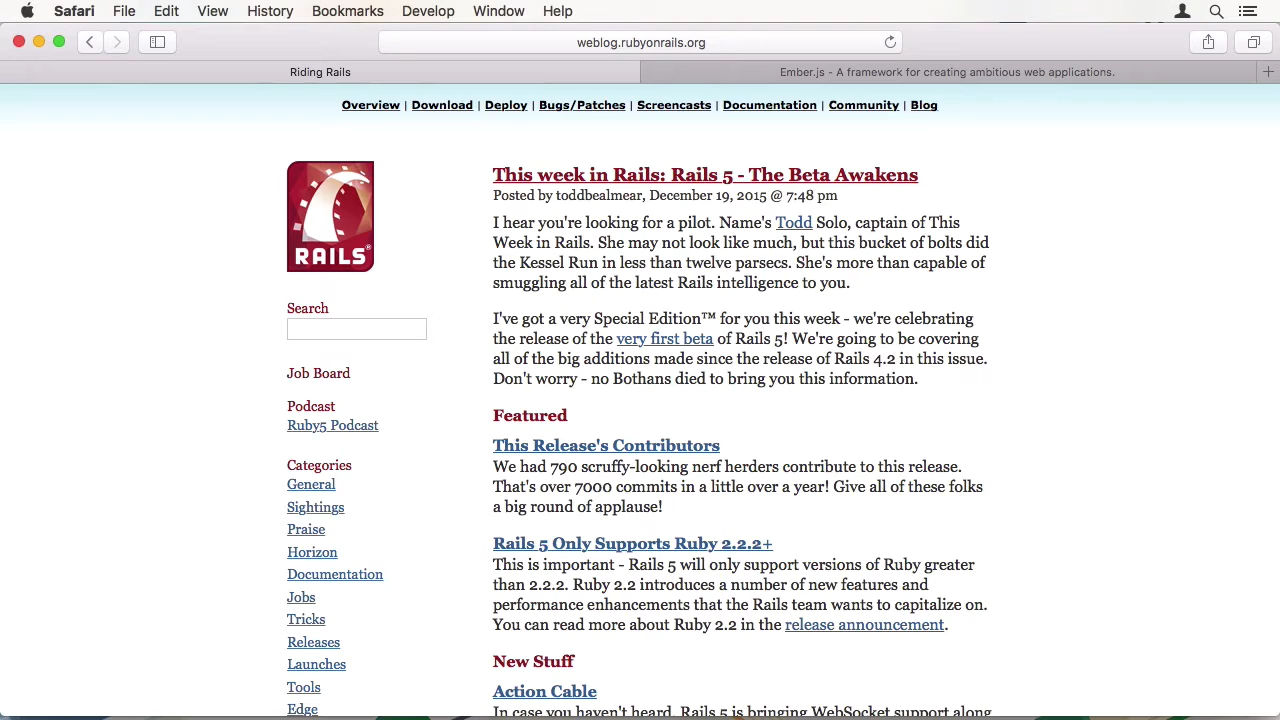 Safari File Edit View History Bookmarks Develop Window Help
weblog.rubyonrails.org
Riding Rails
Ember.js - A framework for creating ambitious web applications.
Overview | Download | Deploy | Bugs/Patches | Screencasts | Documentation | Community | Blog
RAILS®
Search
Job Board
Podcast
Ruby5 Podcast
Categories
General
Sightings
Praise
Horizon
Documentation
Jobs
Tricks
Releases
Launches
Tools
Edge
This week in Rails: Rails 5 - The Beta Awakens
Posted by toddbealmear, December 19, 2015 @ 7:48 pm
I hear you're looking for a pilot. Name's Todd Solo, captain of This
Week in Rails. She may not look like much, but this bucket of bolts did
the Kessel Run in less than twelve parsecs. She's more than capable of
smuggling all of the latest Rails intelligence to you.
I've got a very Special Edition™ for you this week - we're celebrating
the release of the very first beta of Rails 5! We're going to be covering
all of the big additions made since the release of Rails 4.2 in this issue.
Don't worry - no Bothans died to bring you this information.
Featured
This Release's Contributors
We had 790 scruffy-looking nerf herders contribute to this release.
That's over 7000 commits in a little over a year! Give all of these folks
a big round of applause!
Rails 5 Only Supports Ruby 2.2.2+
This is important - Rails 5 will only support versions of Ruby greater
than 2.2.2. Ruby 2.2 introduces a number of new features and
performance enhancements that the Rails team wants to capitalize on.
You can read more about Ruby 2.2 in the release announcement.
New Stuff
Action Cable
In case you haven't heard, Rails 5 is bringing WebSocket support along